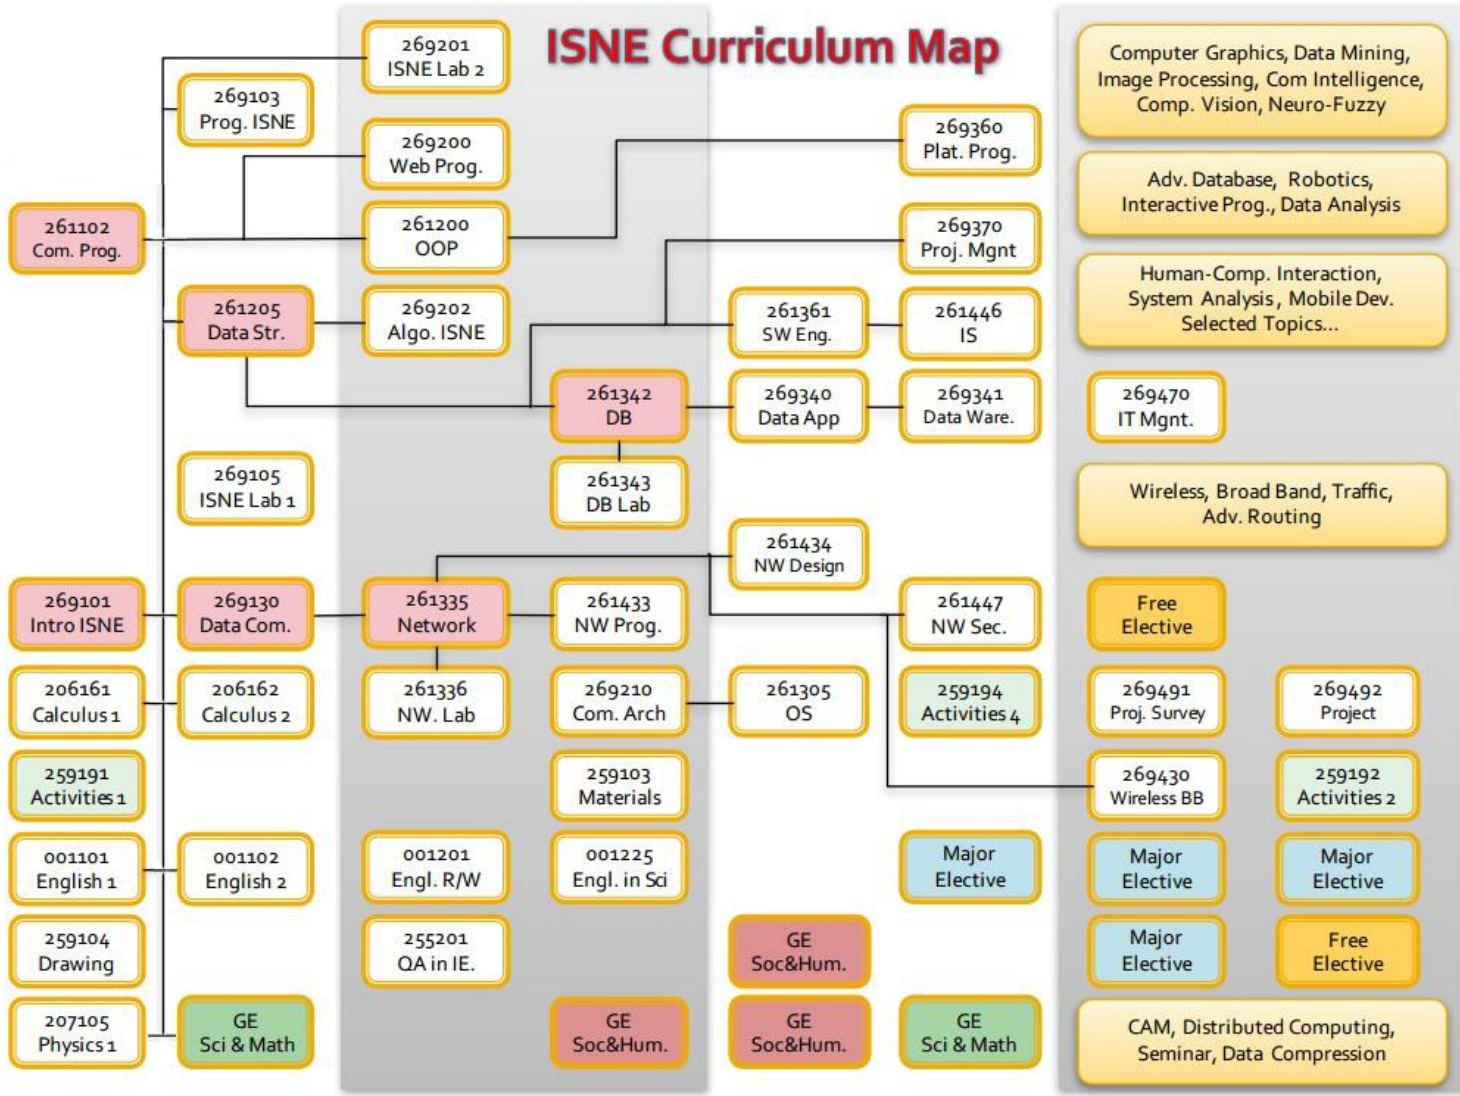 ISNE Curriculum Map
261102
Com. Prog.
269101
Intro ISNE
206161
Calculus 1
259191
Activities 1
001101
English 1
259104
Drawing
207105
Physics 1
269103
Prog. ISNE
261205
Data Str.
269105
ISNE Lab 1
269130
Data Com.
206162
Calculus 2
001102
English 2
GE
Sci & Math
269201
ISNE Lab 2
269200
Web Prog.
261200
OOP
269202
Algo. ISNE
261335
Network
261336
NW. Lab
001201
Engl. R/W
255201
QA in IE.
261342
DB
261343
DB Lab
261433
NW Prog.
269210
Com. Arch
259103
Materials
001225
Engl. in Sci
GE
Soc&Hum.
261361
SW Eng.
269340
Data App
261434
NW Design
261305
OS
GE
Soc&Hum.
GE
Soc&Hum.
269360
Plat. Prog.
269370
Proj. Mgnt
261446
IS
269341
Data Ware.
261447
NW Sec.
259194
Activities 4
Major
Elective
GE
Sci & Math
Computer Graphics, Data Mining,
Image Processing, Com Intelligence,
Comp. Vision, Neuro-Fuzzy
Adv. Database, Robotics,
Interactive Prog., Data Analysis
Human-Comp. Interaction,
System Analysis , Mobile Dev.
Selected Topics...
269470
IT Mgnt.
Wireless, Broad Band, Traffic,
Adv. Routing
Free
Elective
269491
Proj. Survey
269430
Wireless BB
Major
Elective
Major
Elective
269492
Project
259192
Activities 2
Major
Elective
Free
Elective
CAM, Distributed Computing,
Seminar, Data Compression